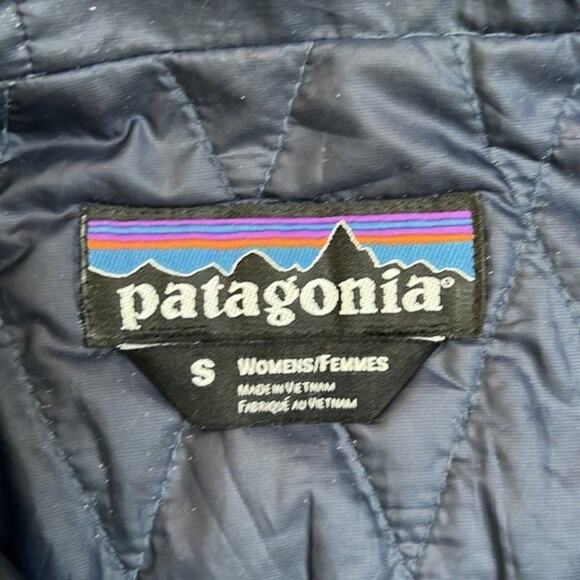 patagonia®
S WOMENS/FEMMES
MADE IN VIETNAM
FABRIQUÉ AU VIETNAM